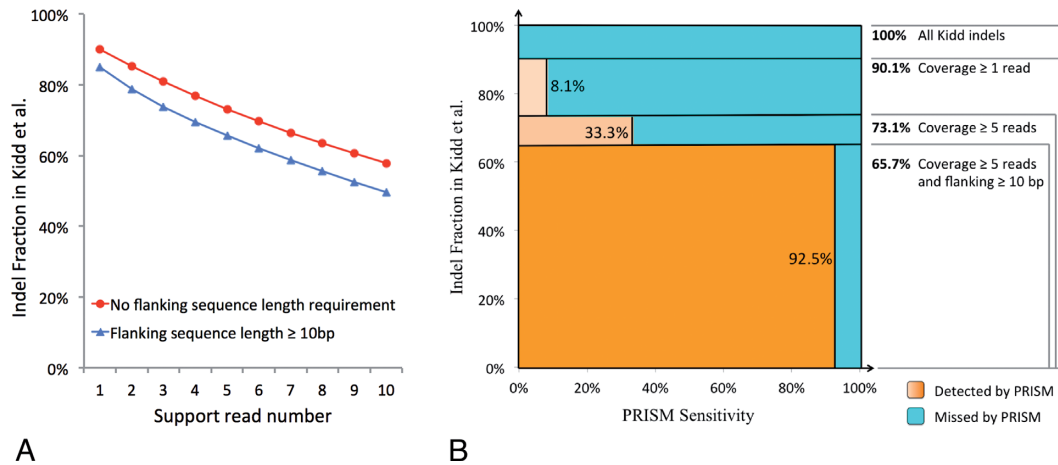 100%
80%
60%
40%
20%
0%
Indel Fraction in Kidd et al.
No flanking sequence length requirement
Flanking sequence length ≥ 10bp
1 2 3 4 5 6 7 8 9 10
Support read number
A
100%
80%
60%
40%
20%
0%
Indel Fraction in Kidd et al.
8.1%
33.3%
92.5%
0% 20% 40% 60% 80% 100%
PRISM Sensitivity
100% All Kidd indels
90.1% Coverage ≥ 1 read
73.1% Coverage ≥ 5 reads
65.7% Coverage ≥ 5 reads
and flanking ≥ 10 bp
Detected by PRISM
Missed by PRISM
B